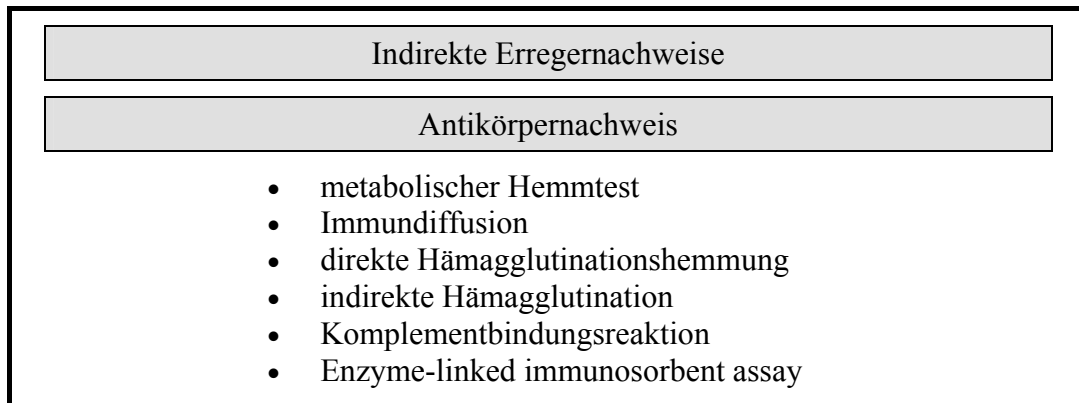 Indirekte Erregernachweise
Antikörpernachweis
• metabolischer Hemmtest
• Immundiffusion
• direkte Hämagglutinationshemmung
• indirekte Hämagglutination
• Komplementbindungsreaktion
• Enzyme-linked immunosorbent assay